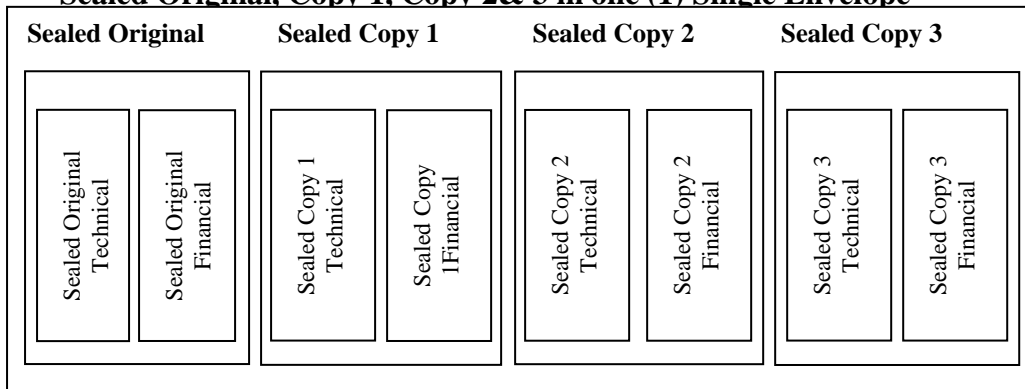 Sealed Original, Copy 1, Copy 2& 3 in one (1) Single Envelope
Sealed Original
Sealed Copy 1
Sealed Copy 2
Sealed Copy 3
Sealed Original
Technical
Sealed Original
Financial
Sealed Copy 1
Technical
Sealed Copy
1Financial
Sealed Copy 2
Technical
Sealed Copy 2
Financial
Sealed Copy 3
Technical
Sealed Copy 3
Financial